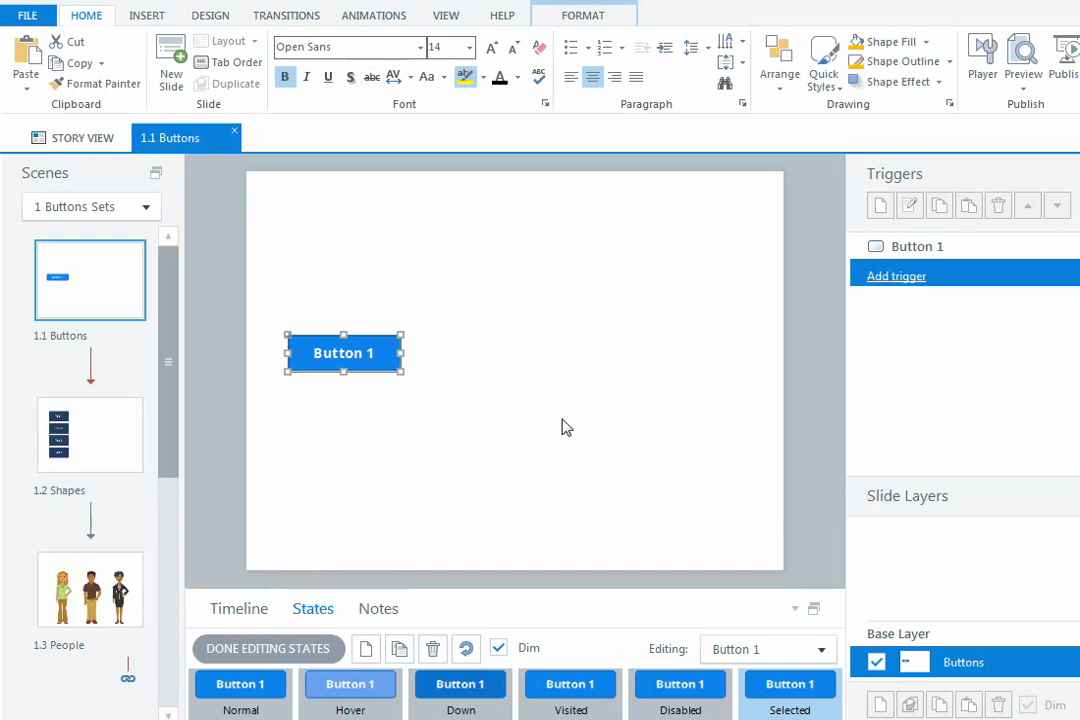 FILE HOME INSERT DESIGN TRANSITIONS ANIMATIONS VIEW HELP FORMAT
Paste
Cut
Copy
Format Painter
Clipboard
New
Slide
Layout
Tab Order
Duplicate
Slide
Open Sans 14
B I U S abc AV Aa
Font
Paragraph
Arrange
Quick
Styles
Shape Fill
Shape Outline
Shape Effect
Drawing
Player
Preview
Publis
Publish
STORY VIEW 1.1 Buttons
Scenes
1 Buttons Sets
1.1 Buttons
1.2 Shapes
1.3 People
Button 1
Triggers
Button 1
Add trigger
Slide Layers
Base Layer
Buttons
Dim
Timeline States Notes
DONE EDITING STATES Dim Editing: Button 1
Button 1 Button 1 Button 1 Button 1 Button 1 Button 1
Normal Hover Down Visited Disabled Selected